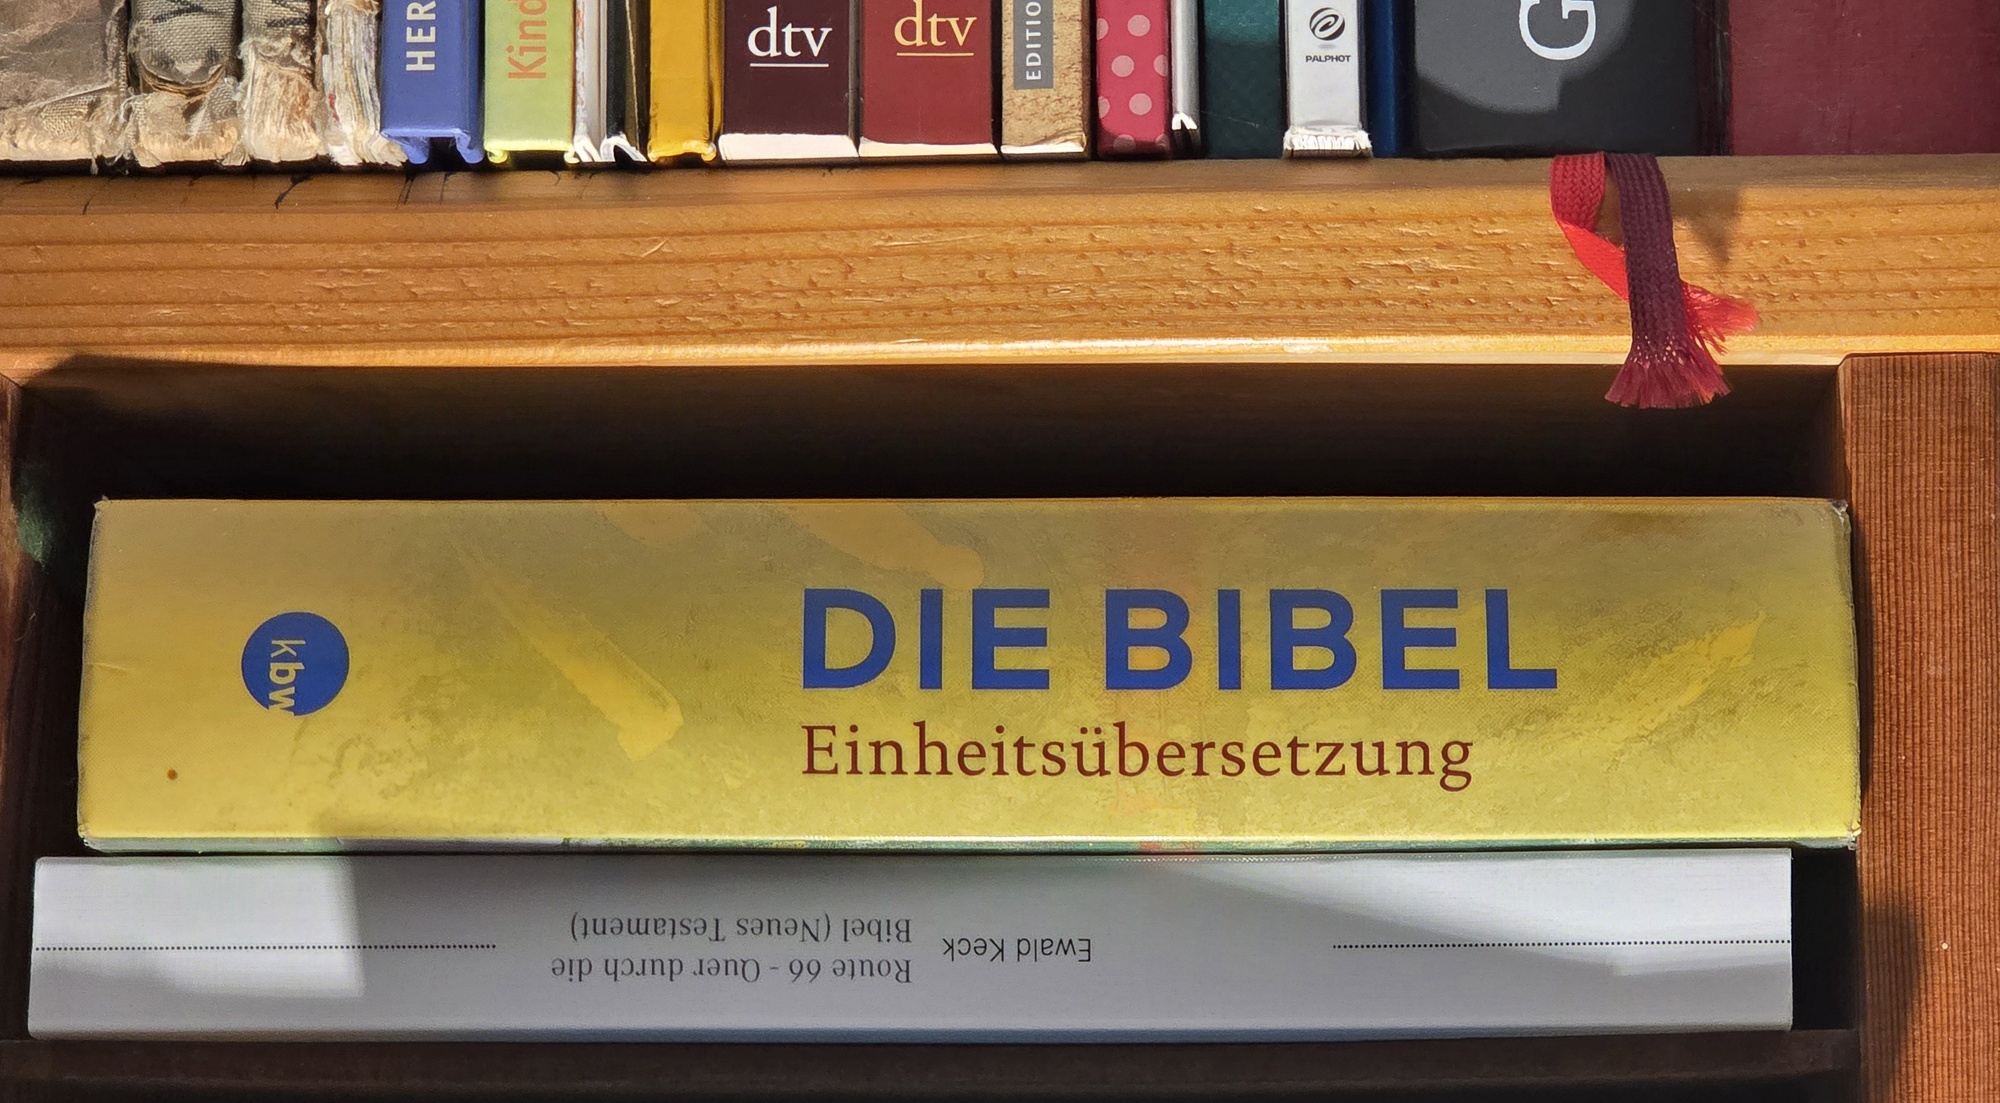 HER
Kind
dtv
dtv
EDITIO
PALPHOT
G
kbw
DIE BIBEL
Einheitsübersetzung
Ewald Keck
Route 66 - Quer durch die
Bibel (Neues Testament)